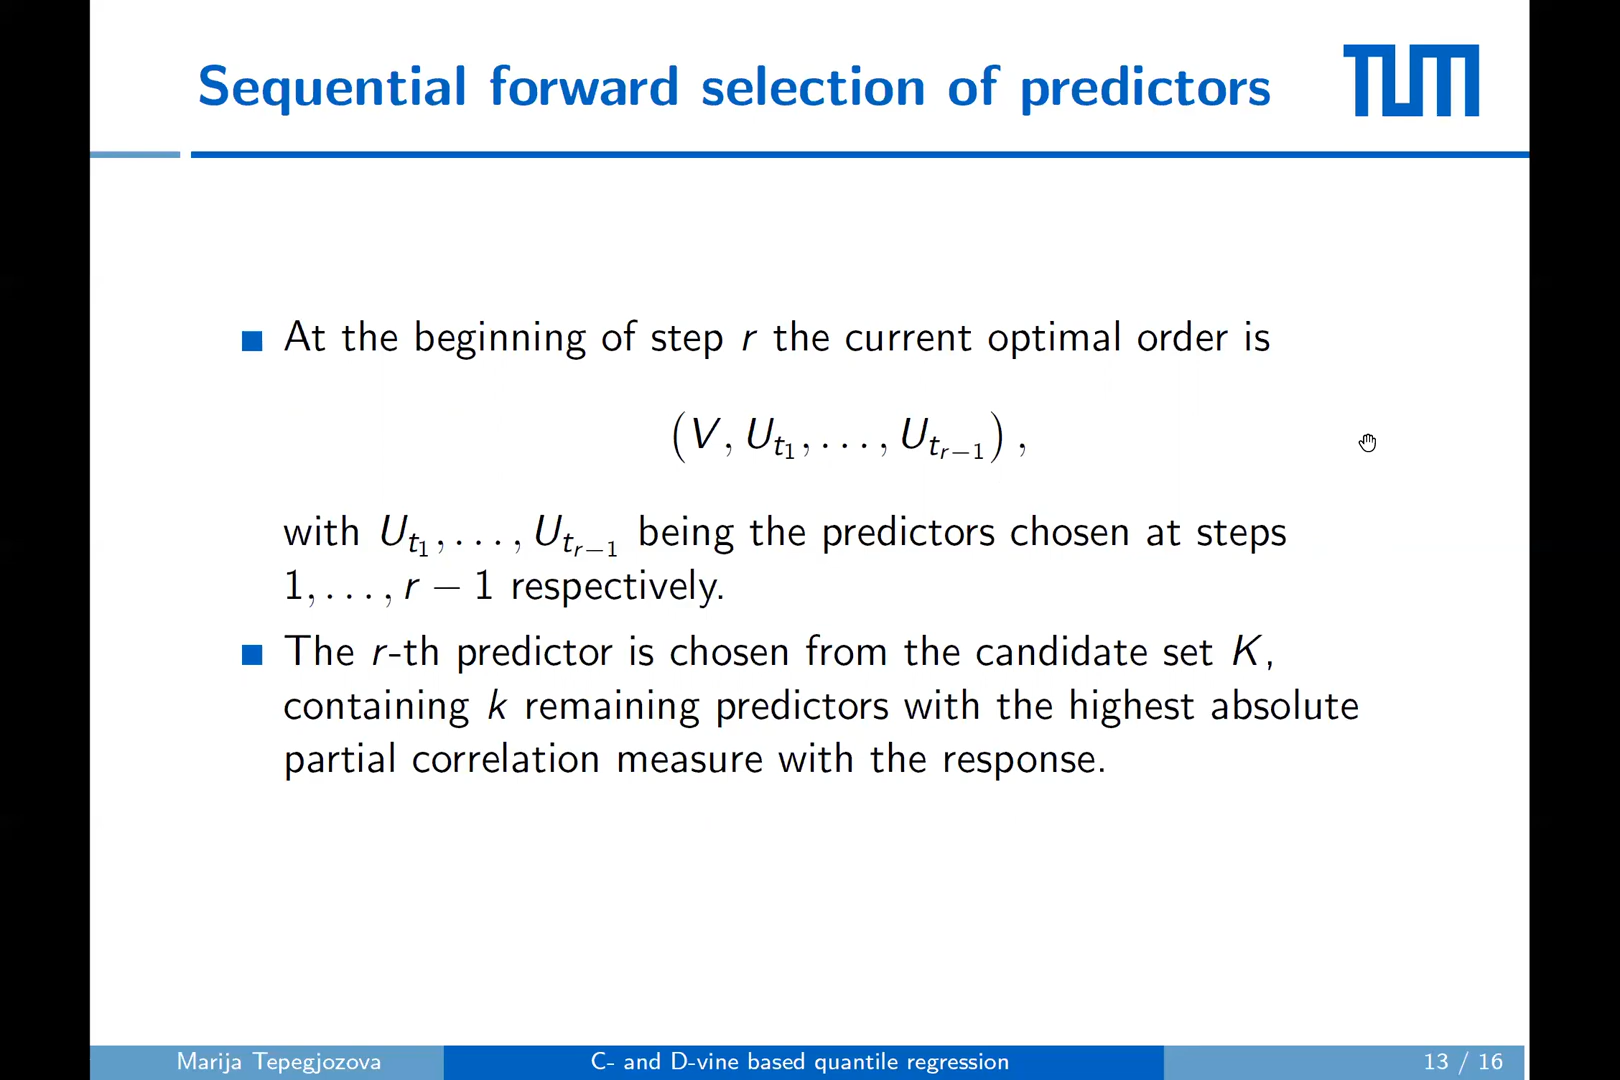 Sequential forward selection of predictors
TUM
At the beginning of step r the current optimal order is
(V, U_{t_1}, . . . , U_{t_{r−1}}) ,
with U_{t_1}, . . . , U_{t_{r−1}} being the predictors chosen at steps
1, . . . , r − 1 respectively.
The r-th predictor is chosen from the candidate set K,
containing k remaining predictors with the highest absolute
partial correlation measure with the response.
Marija Tepegjozova
C- and D-vine based quantile regression
13 / 16